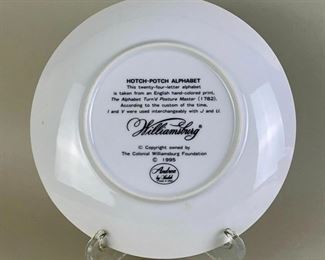 HOTCH-POTCH ALPHABET
This twenty-four-letter alphabet
is taken from an English hand-colored print,
The Alphabet Turn'd Posture Master (1782).
According to the custom of the time,
I and V were used interchangeably with J and U.
Williamsburg®
© Copyright owned by
The Colonial Williamsburg Foundation
© 1995
Andrea
by Sadek